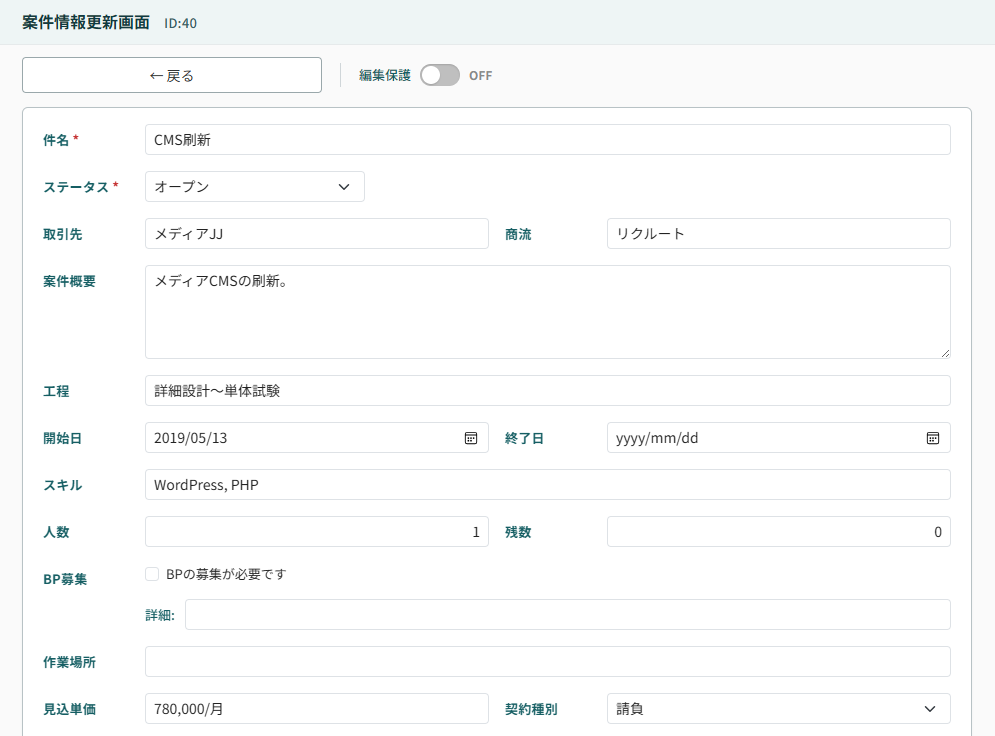 案件情報更新画面 ID:40
←戻る 編集保護 OFF
件名 * CMS刷新
ステータス * オープン
取引先 メディアJJ 商流 リクルート
案件概要 メディアCMSの刷新。
工程 詳細設計～単体試験
開始日 2019/05/13 終了日 yyyy/mm/dd
スキル WordPress, PHP
人数 1 残数 0
BP募集 BPの募集が必要です
詳細:
作業場所
見込単価 780,000/月 契約種別 請負